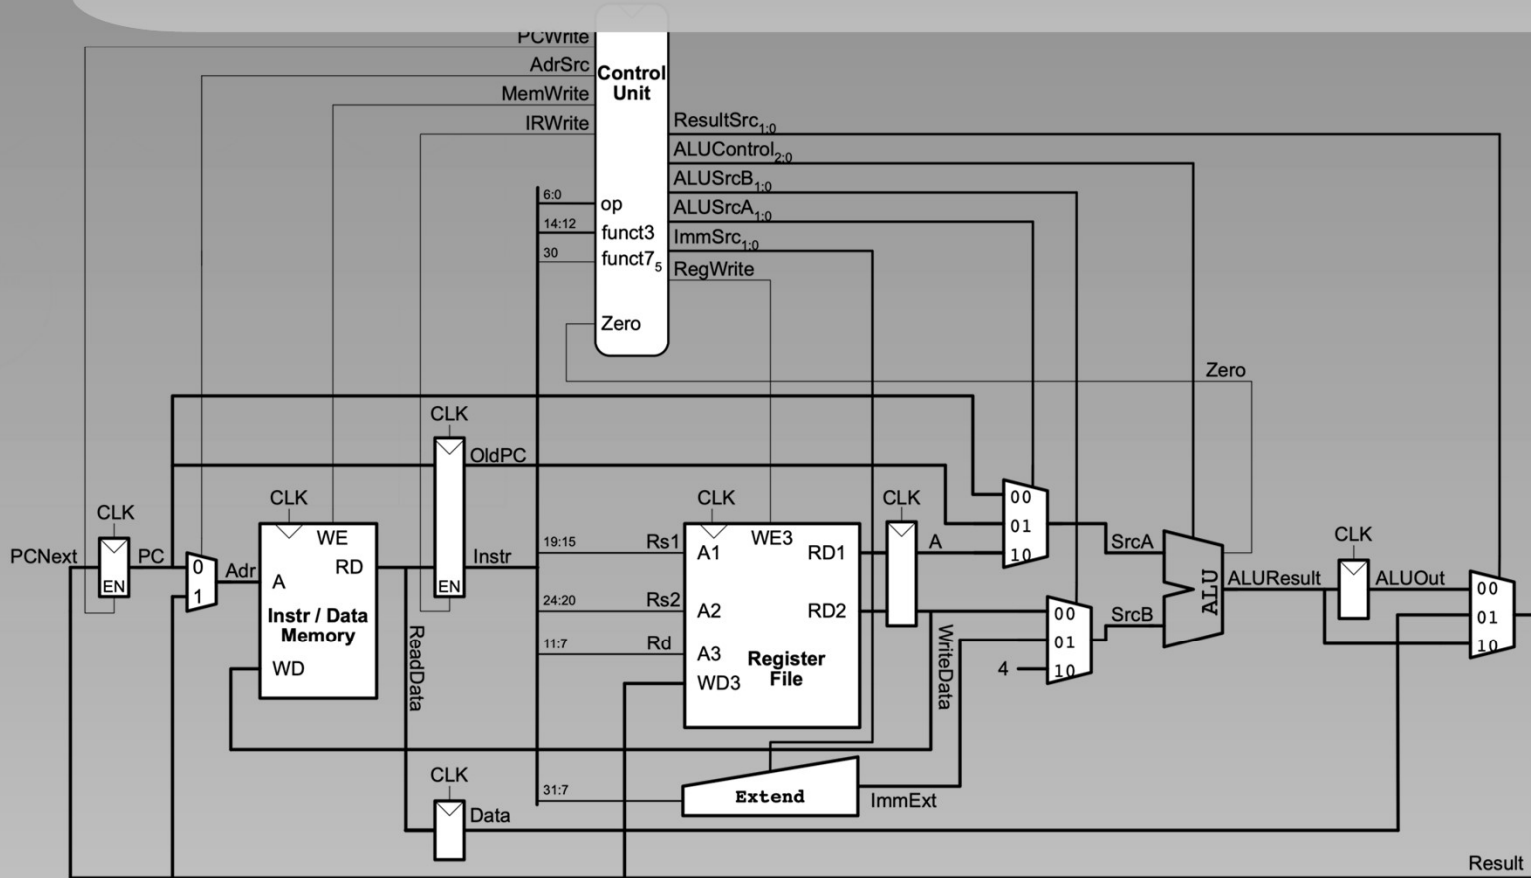 PCWrite
AdrSrc
MemWrite
IRWrite
Control
Unit
ResultSrc1:0
ALUControl2:0
ALUSrcB1:0
ALUSrcA1:0
ImmSrc1:0
RegWrite
6:0
op
14:12
funct3
30
funct75
Zero
Zero
CLK
OldPC
CLK
CLK
CLK
CLK
CLK
PCNext
PC
EN
0
1
Adr
WE
RD
A
Instr / Data
Memory
WD
EN
Instr
ReadData
19:15
Rs1
A1
WE3
RD1
24:20
Rs2
A2
RD2
11:7
Rd
A3
WD3
Register
File
A
WriteData
00
01
10
SrcA
00
01
4
10
SrcB
ALU
ALUResult
ALUOut
00
01
10
CLK
Data
31:7
Extend
ImmExt
Result